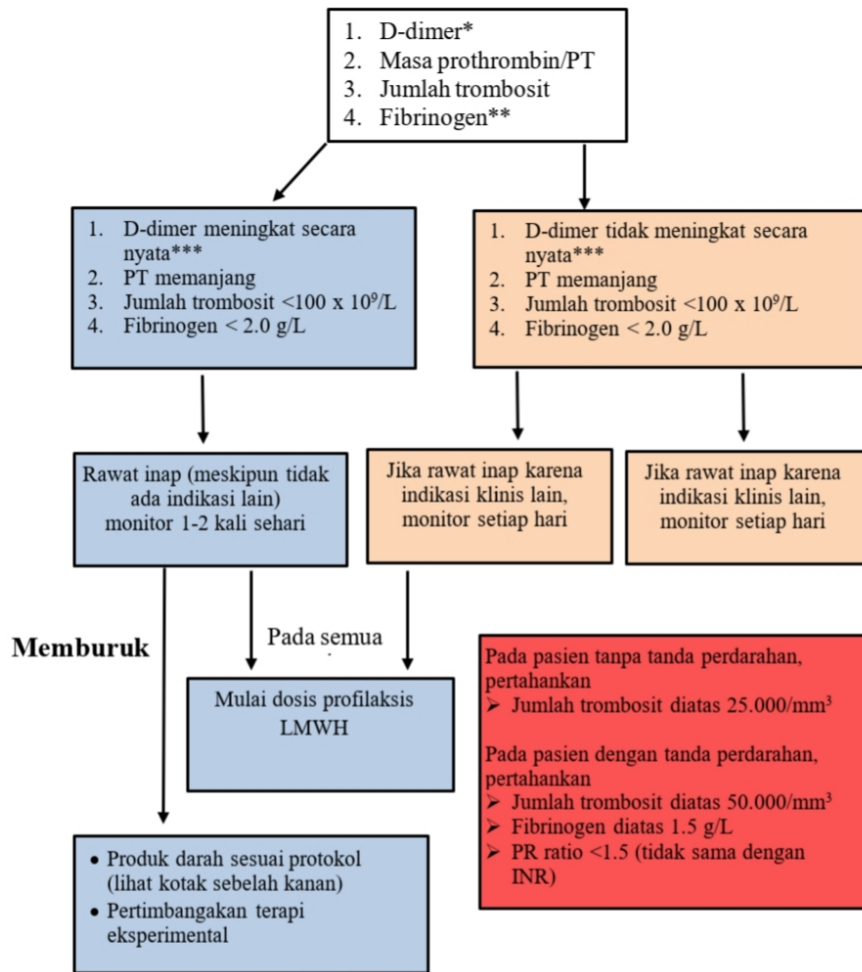 1. D-dimer*
2. Masa prothrombin/PT
3. Jumlah trombosit
4. Fibrinogen**
1. D-dimer meningkat secara
nyata***
2. PT memanjang
3. Jumlah trombosit <100 x 10⁹/L
4. Fibrinogen < 2.0 g/L
1. D-dimer tidak meningkat secara
nyata***
2. PT memanjang
3. Jumlah trombosit <100 x 10⁹/L
4. Fibrinogen < 2.0 g/L
Rawat inap (meskipun tidak
ada indikasi lain)
monitor 1-2 kali sehari
Jika rawat inap karena
indikasi klinis lain,
monitor setiap hari
Jika rawat inap karena
indikasi klinis lain,
monitor setiap hari
Memburuk
Pada semua
Mulai dosis profilaksis
LMWH
Pada pasien tanpa tanda perdarahan,
pertahankan
➢ Jumlah trombosit diatas 25.000/mm³
Pada pasien dengan tanda perdarahan,
pertahankan
➢ Jumlah trombosit diatas 50.000/mm³
➢ Fibrinogen diatas 1.5 g/L
➢ PR ratio <1.5 (tidak sama dengan
INR)
• Produk darah sesuai protokol
(lihat kotak sebelah kanan)
• Pertimbangakan terapi
eksperimental